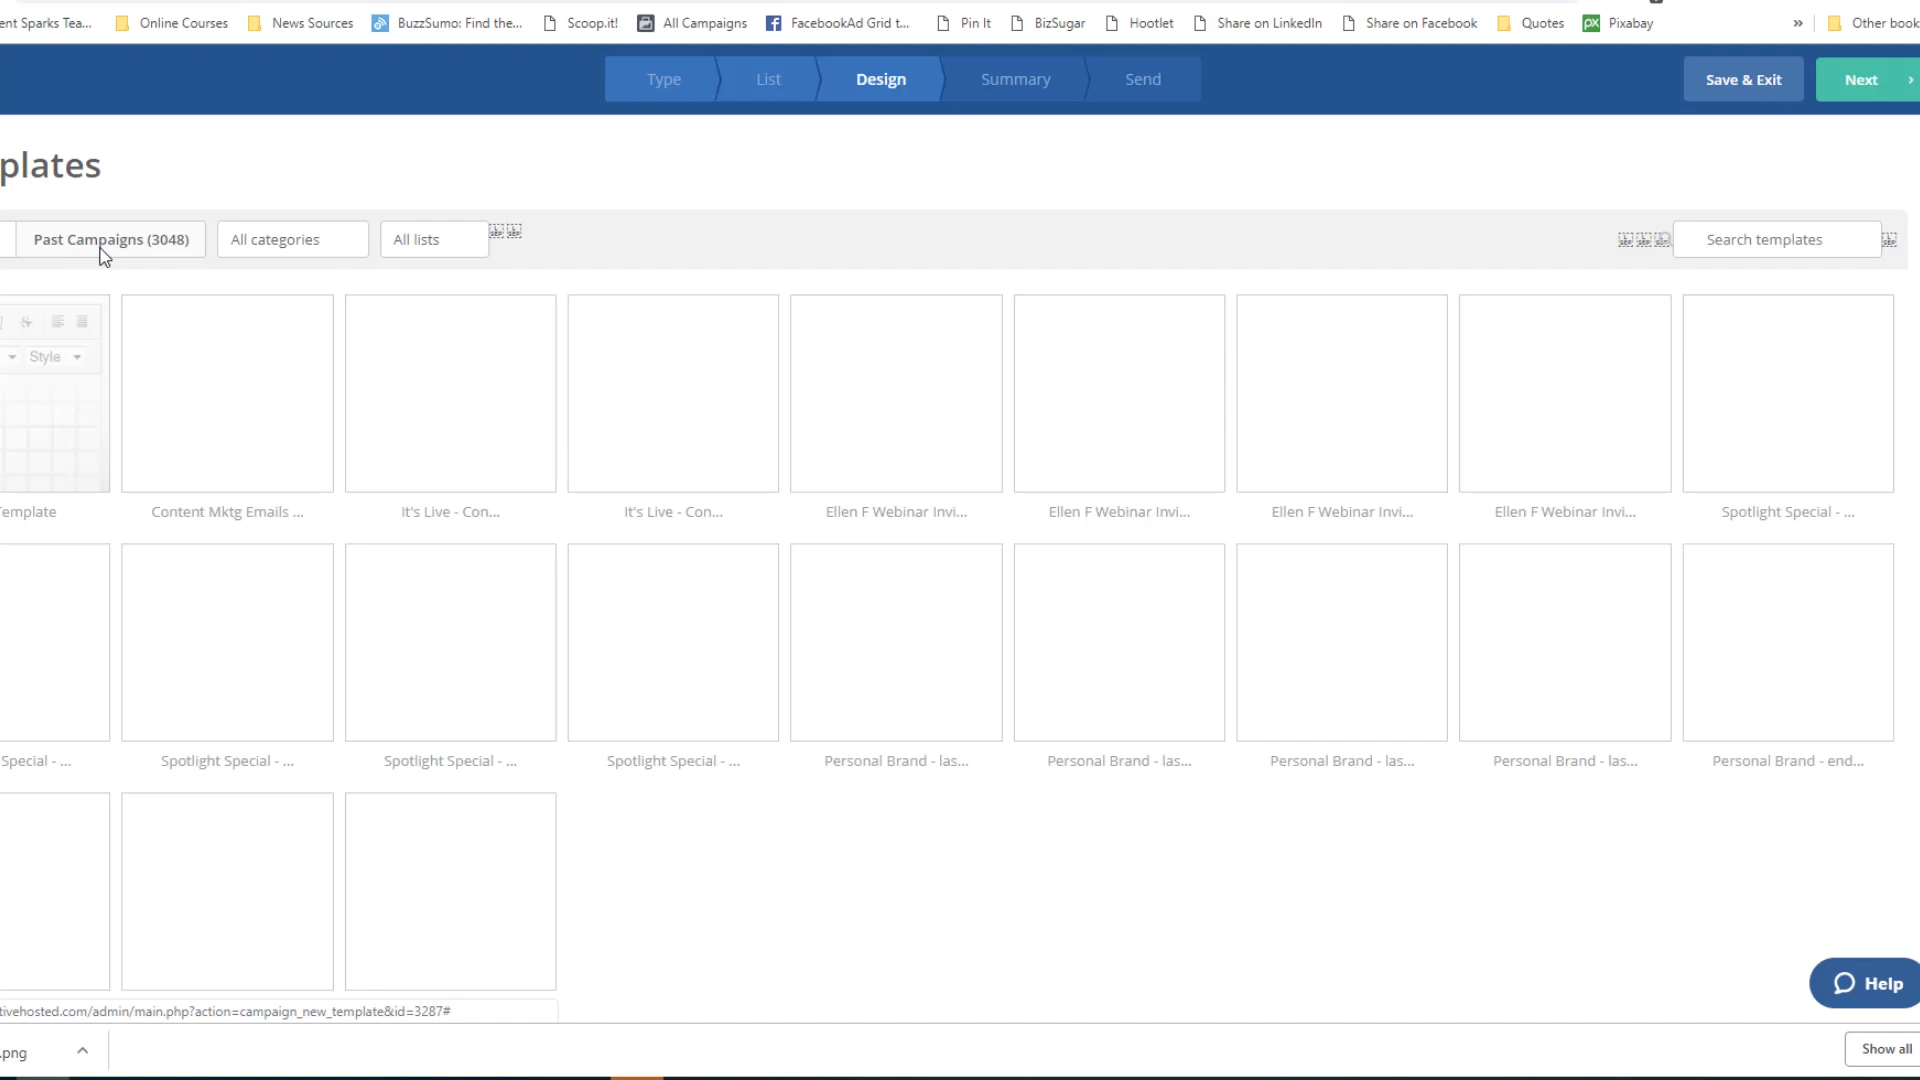 ent Sparks Tea... Online Courses News Sources BuzzSumo: Find the... Scoop.it! All Campaigns FacebookAd Grid t... Pin It BizSugar Hootlet Share on LinkedIn Share on Facebook Quotes px Pixabay » Other book
Type List Design Summary Send Save & Exit Next
plates
Past Campaigns (3048) All categories All lists Search templates
Style
Template Content Mktg Emails ... It's Live - Con... It's Live - Con... Ellen F Webinar Invi... Ellen F Webinar Invi... Ellen F Webinar Invi... Ellen F Webinar Invi... Spotlight Special - ...
Special - ... Spotlight Special - ... Spotlight Special - ... Spotlight Special - ... Personal Brand - las... Personal Brand - las... Personal Brand - las... Personal Brand - las... Personal Brand - end...
Help
tivehosted.com/admin/main.php?action=campaign_new_template&id=3287#
.png Show all